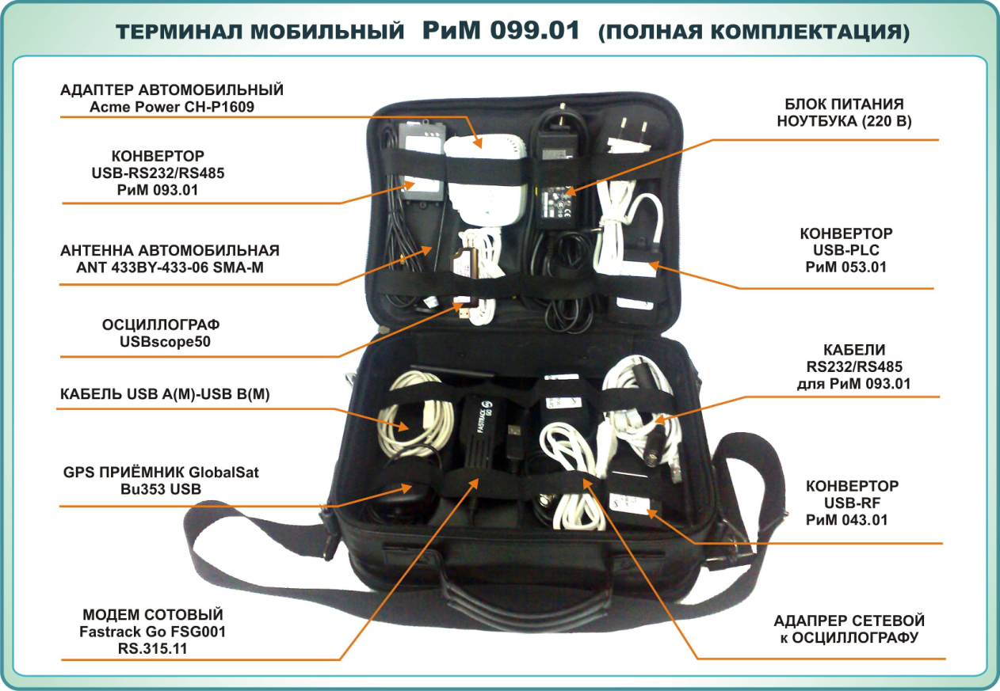 ТЕРМИНАЛ МОБИЛЬНЫЙ РиМ 099.01 (ПОЛНАЯ КОМПЛЕКТАЦИЯ)
АДАПТЕР АВТОМОБИЛЬНЫЙ
Acme Power CH-P1609
КОНВЕРТОР
USB-RS232/RS485
РиМ 093.01
АНТЕННА АВТОМОБИЛЬНАЯ
ANT 433BY-433-06 SMA-M
ОСЦИЛЛОГРАФ
USBscope50
КАБЕЛЬ USB A(M)-USB B(M)
GPS ПРИЁМНИК GlobalSat
Bu353 USB
МОДЕМ СОТОВЫЙ
Fastrack Go FSG001
RS.315.11
БЛОК ПИТАНИЯ
НОУТБУКА (220 В)
КОНВЕРТОР
USB-PLC
РиМ 053.01
КАБЕЛИ
RS232/RS485
для РиМ 093.01
КОНВЕРТОР
USB-RF
РиМ 043.01
АДАПРЕР СЕТЕВОЙ
к ОСЦИЛЛОГРАФУ
FASTRACK
GO